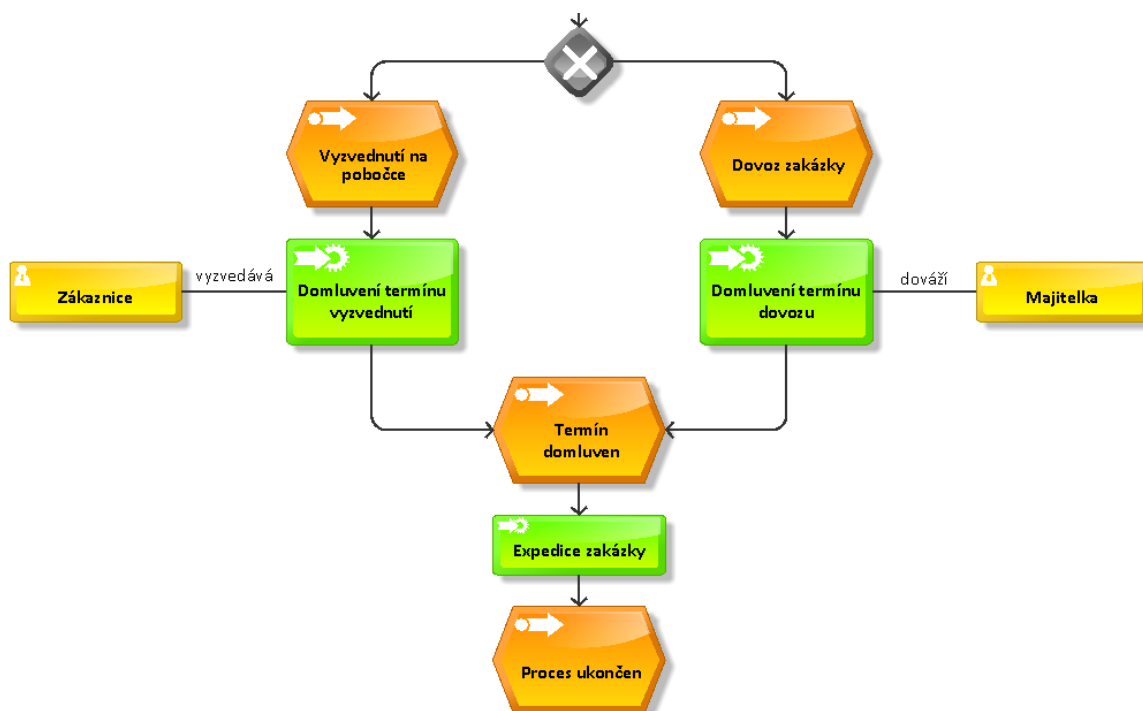 Vyzvednutí na
pobočce
Dovoz zakázky
Zákaznice
vyzvedává
Domluvení termínu
vyzvednutí
Domluvení termínu
dovozu
dováží
Majitelka
Termín
domluven
Expedice zakázky
Proces ukončen